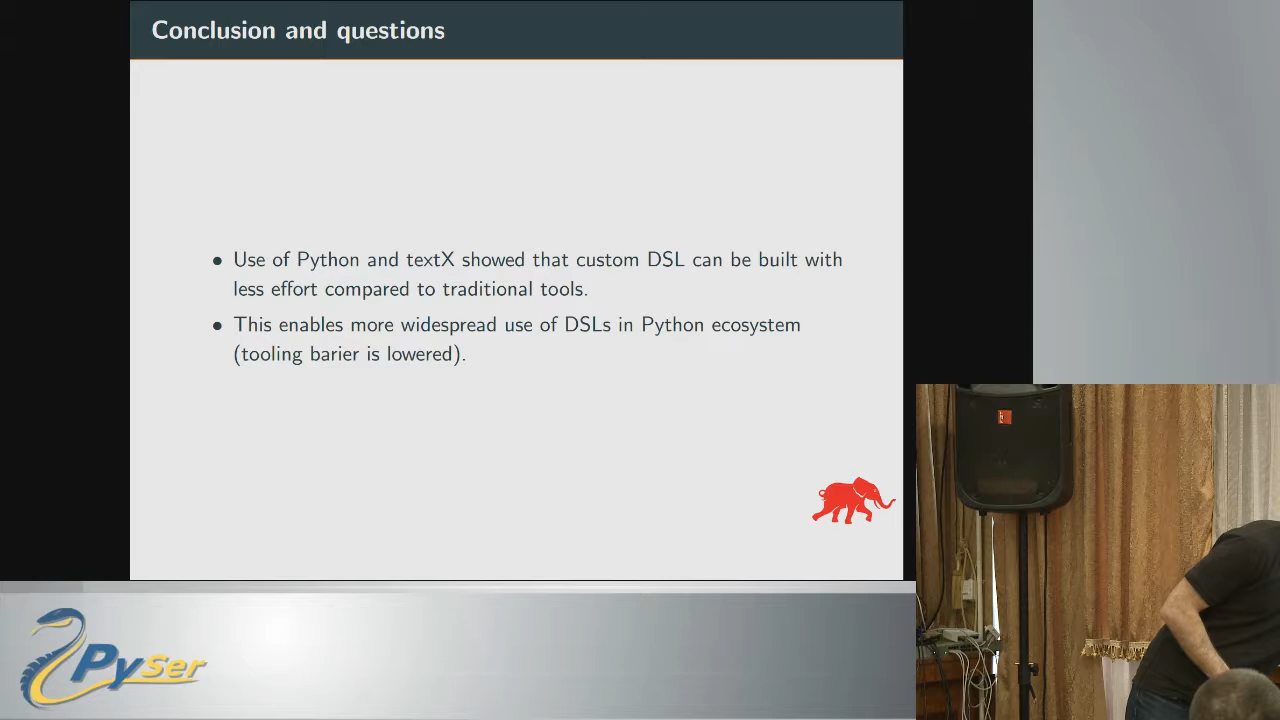 Conclusion and questions
● Use of Python and textX showed that custom DSL can be built with
less effort compared to traditional tools.
● This enables more widespread use of DSLs in Python ecosystem
(tooling barier is lowered).
PySer